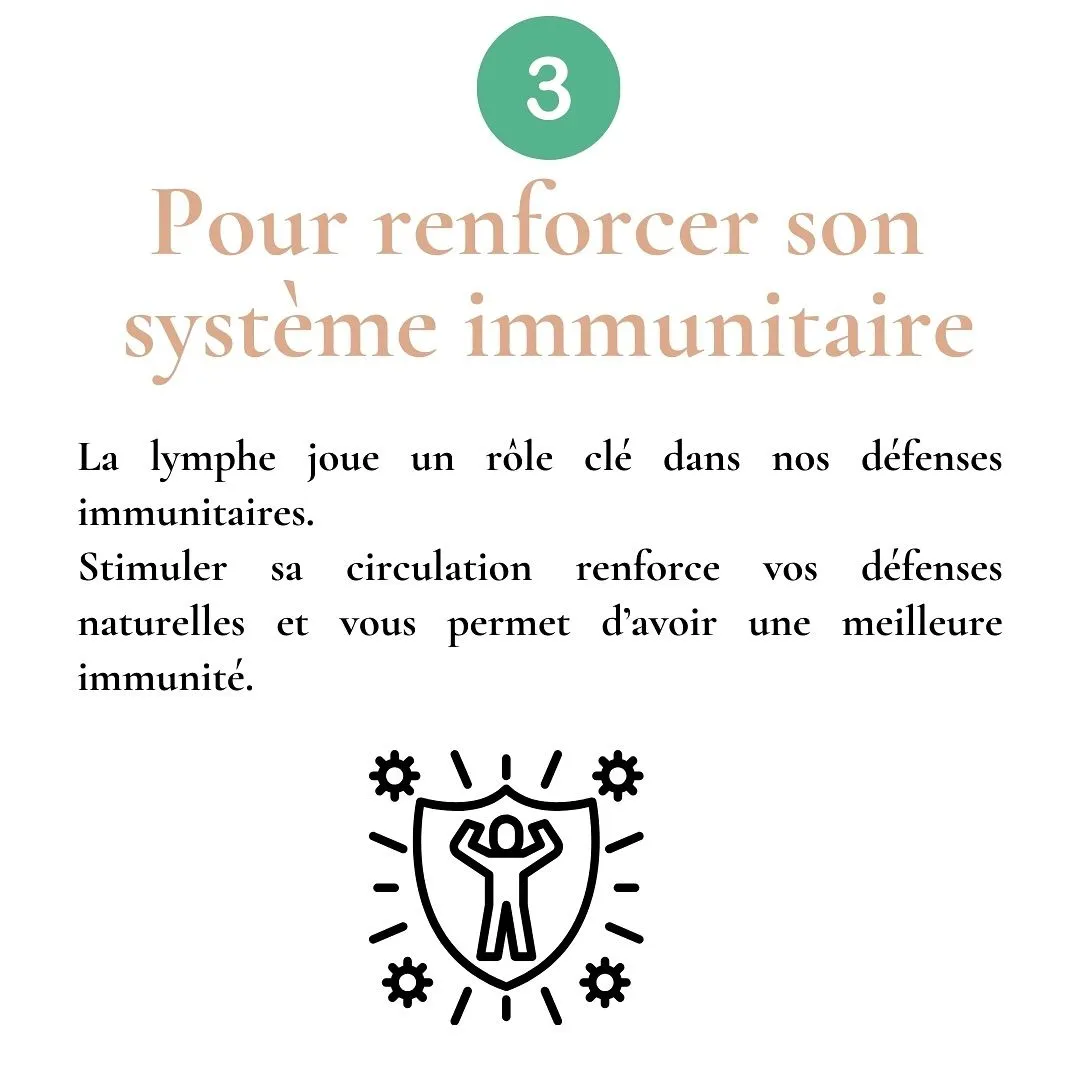 3
Pour renforcer son
système immunitaire
La lymphe joue un rôle clé dans nos défenses
immunitaires.
Stimuler sa circulation renforce vos défenses
naturelles et vous permet d’avoir une meilleure
immunité.